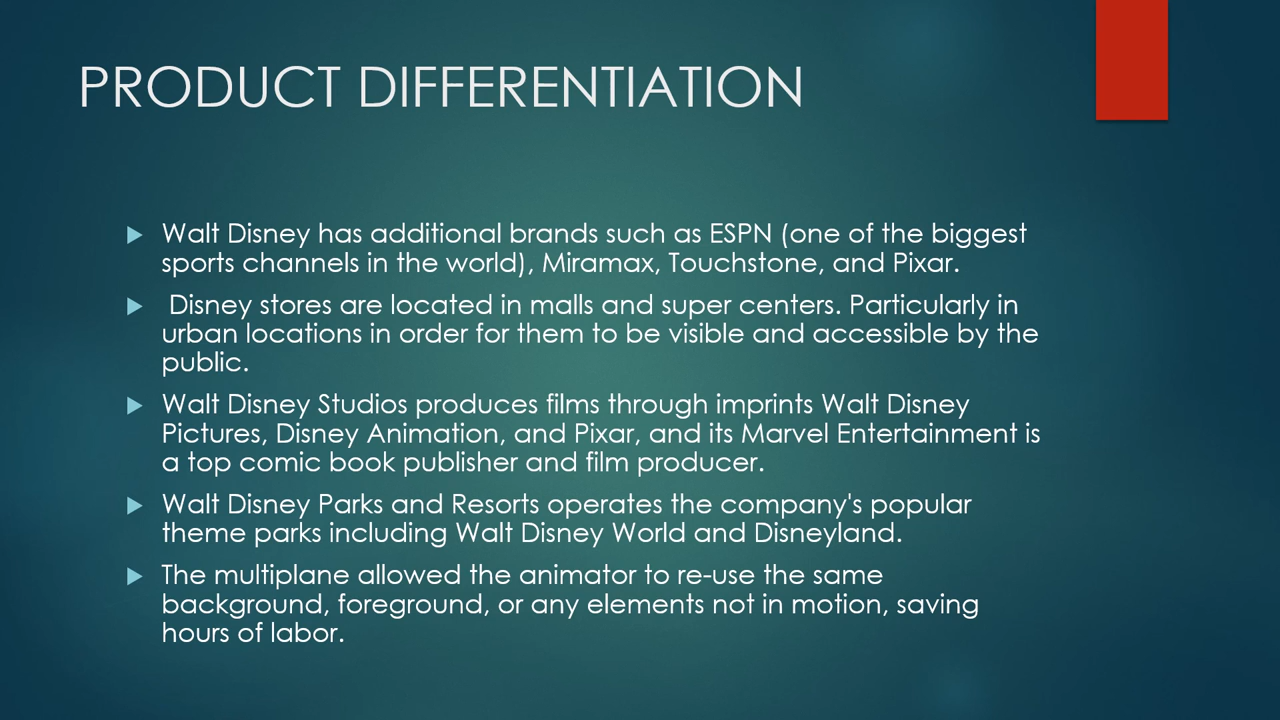 PRODUCT DIFFERENTIATION
Walt Disney has additional brands such as ESPN (one of the biggest
sports channels in the world), Miramax, Touchstone, and Pixar.
Disney stores are located in malls and super centers. Particularly in
urban locations in order for them to be visible and accessible by the
public.
Walt Disney Studios produces films through imprints Walt Disney
Pictures, Disney Animation, and Pixar, and its Marvel Entertainment is
a top comic book publisher and film producer.
Walt Disney Parks and Resorts operates the company's popular
theme parks including Walt Disney World and Disneyland.
The multiplane allowed the animator to re-use the same
background, foreground, or any elements not in motion, saving
hours of labor.